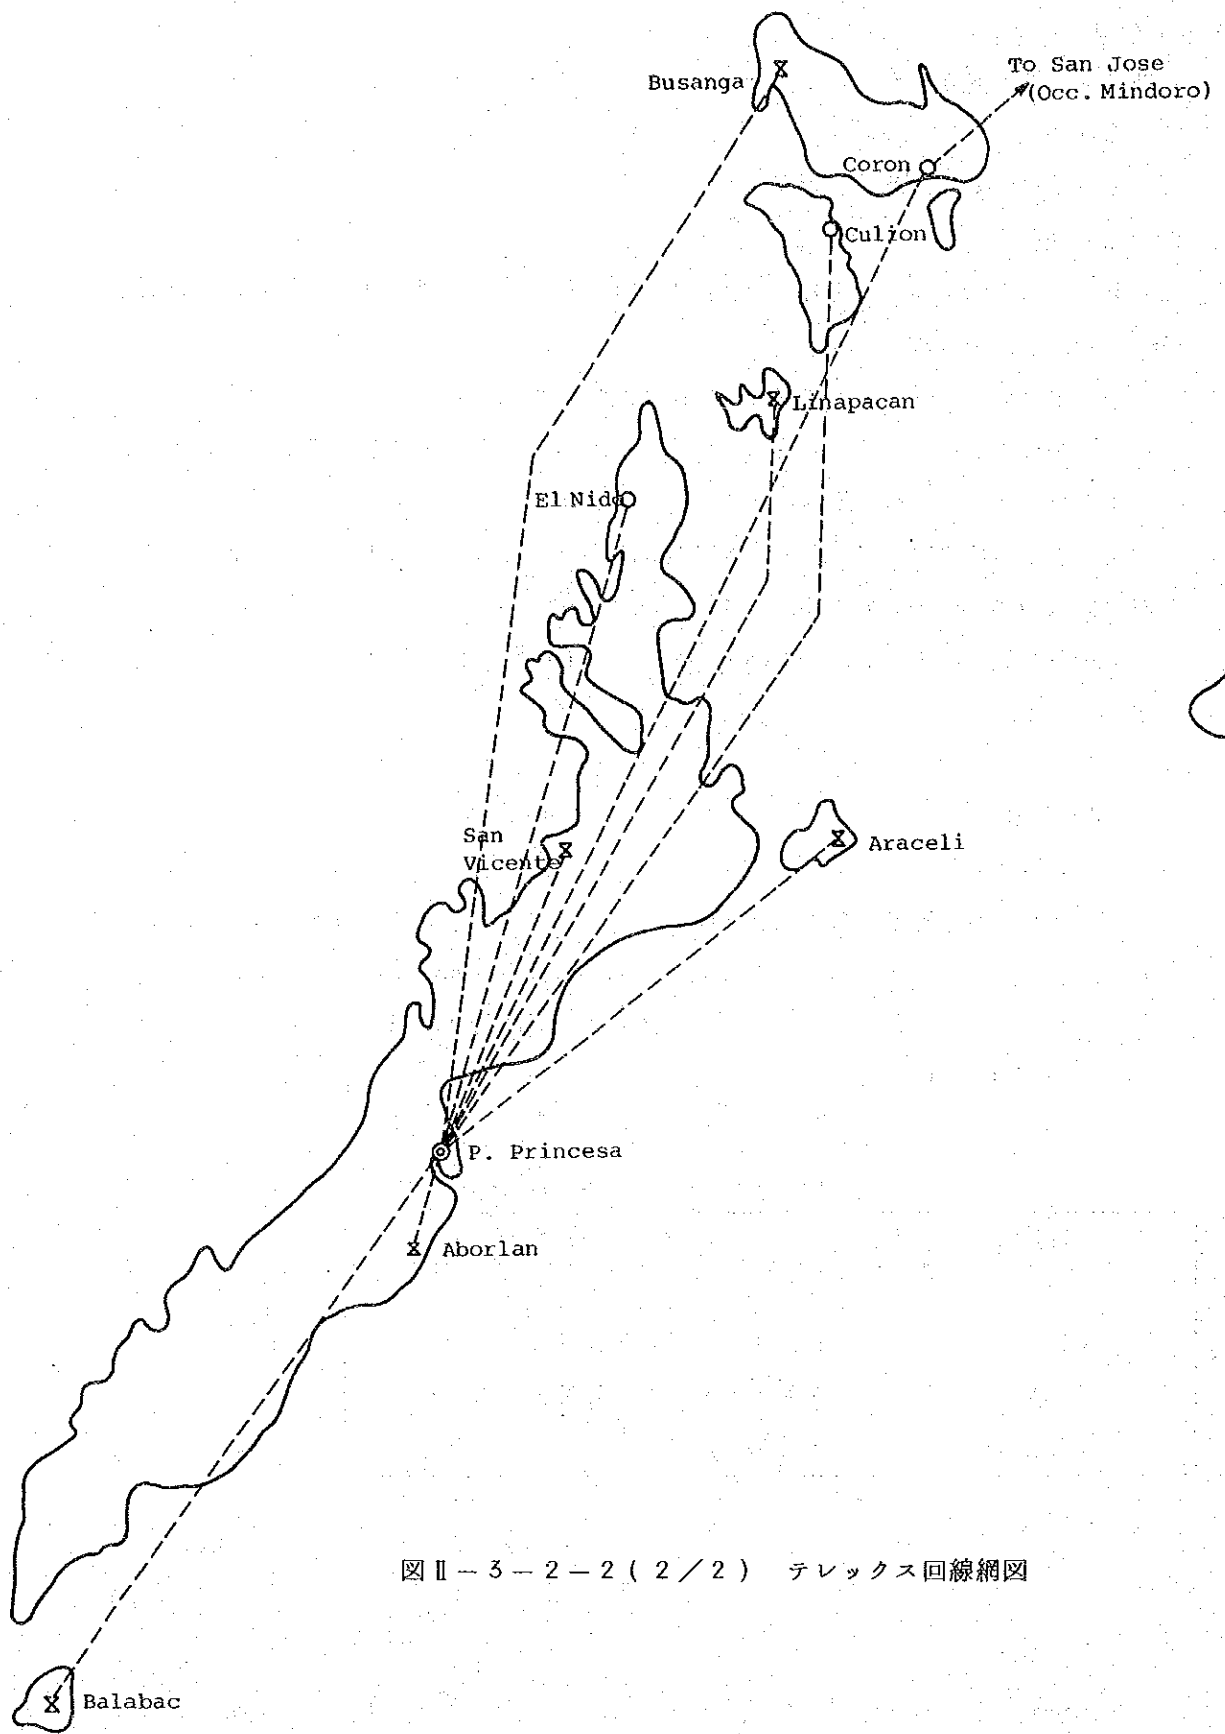 To San Jose
(Occ. Mindoro)
Busanga
Coron
Culion
Linapacan
El Nido
San
Vicente
Araceli
P. Princesa
Aborlan
図Ⅱ-3-2-2(2/2) テレックス回線網図
Balabac